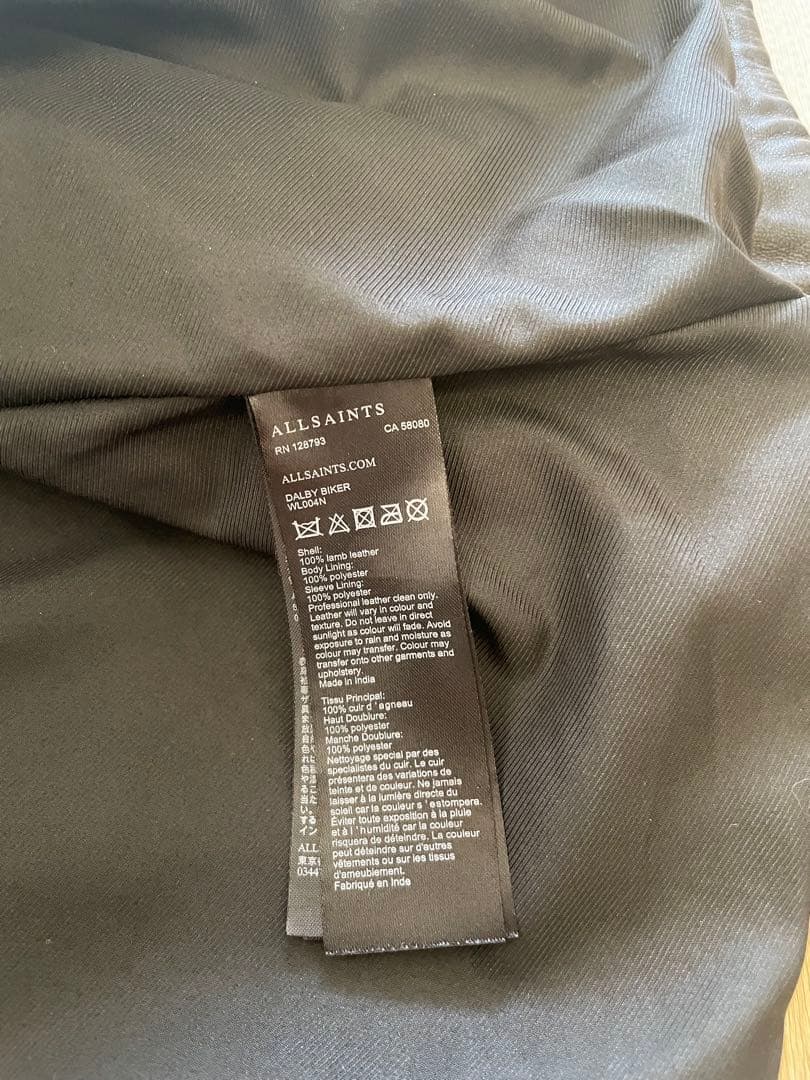 ALLSAINTS
RN 128793 CA 58080
ALLSAINTS.COM
DALBY BIKER
WL004N
Shell:
100% lamb leather
Body Lining:
100% polyester
Sleeve Lining:
100% polyester
Professional leather clean only.
Leather will vary in colour and
texture. Do not leave in direct
sunlight as colour will fade. Avoid
exposure to rain and moisture as
colour may transfer. Colour may
transfer onto other garments and
upholstery.
Made in India
Tissu Principal:
100% cuir d ' agneau
Haut Doublure:
100% polyester
Manche Doublure:
100% polyester
Nettoyage special par des
specialistes du cuir. Le cuir
présentera des variations de
teinte et de couleur. Ne jamais
laisser à la lumière directe du
soleil car la couleur s ' estompera.
Éviter toute exposition à la pluie
et à l ' humidité car la couleur
risquera de déteindre. La couleur
peut déteindre sur d'autres
vêtements ou sur les tissus
d'ameublement.
Fabriqué en Inde
ALL
東京
0344